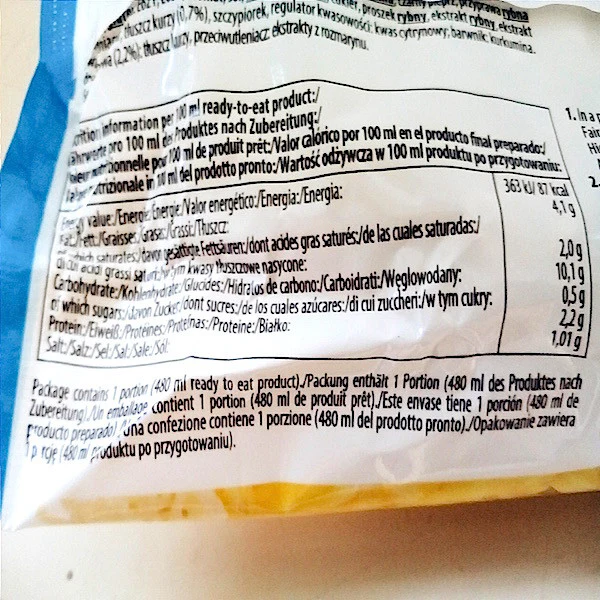 cukier, proszek rybny, ekstrakt rybny, ekstrakt
tłuszcz kurzy (0,7%), szczypiorek, regulator kwasowości: kwas cytrynowy, barwnik: kurkumina.
(2,2%), tłuszcz kurzy, przeciwutleniacz: ekstrakty z rozmarynu.
information per 100 ml ready-to-eat product:/
pro 100 ml des Produktes nach Zubereitung:/
pour 100 ml de produit prêt:/Valor calórico por 100 ml en el producto final preparado:/
in 100 ml del prodotto pronto:/Wartość odżywcza w 100 ml produktu po przygotowaniu:
Energy value:/Energie:/Energie:/Valor energético:/Energia:/Energia: 363 kJ/ 87 kcal
Fat:/Fett:/Graisses:/Grasas:/Grassi:/Tłuszcz: 4,1 g
of which saturates:/davon gesättigte Fettsäuren:/dont acides gras saturés:/de las cuales saturadas:/
di cui acidi grassi saturi:/w tym kwasy tłuszczowe nasycone: 2,0 g
Carbohydrate:/Kohlenhydrate:/Glucides:/Hidratos de carbono:/Carboidrati:/Węglowodany: 10,1 g
of which sugars:/davon Zucker:/dont sucres:/de los cuales azúcares:/di cui zuccheri:/w tym cukry: 0,5 g
Protein:/Eiweiß:/Proteines:/Proteínas:/Proteine:/Białko: 2,2 g
Salt:/Salz:/Sel:/Sal:/Sale:/Sól: 1,01 g
Package contains 1 portion (480 ml ready to eat product)./Packung enthält 1 Portion (480 ml des Produktes nach
Zubereitung)./Un emballage contient 1 portion (480 ml de produit prêt)./Este envase tiene 1 porción (480 ml de
producto preparado)./Una confezione contiene 1 porzione (480 ml del prodotto pronto)./Opakowanie zawiera
1 porcję (480 ml produktu po przygotowaniu).
1. In a
2.